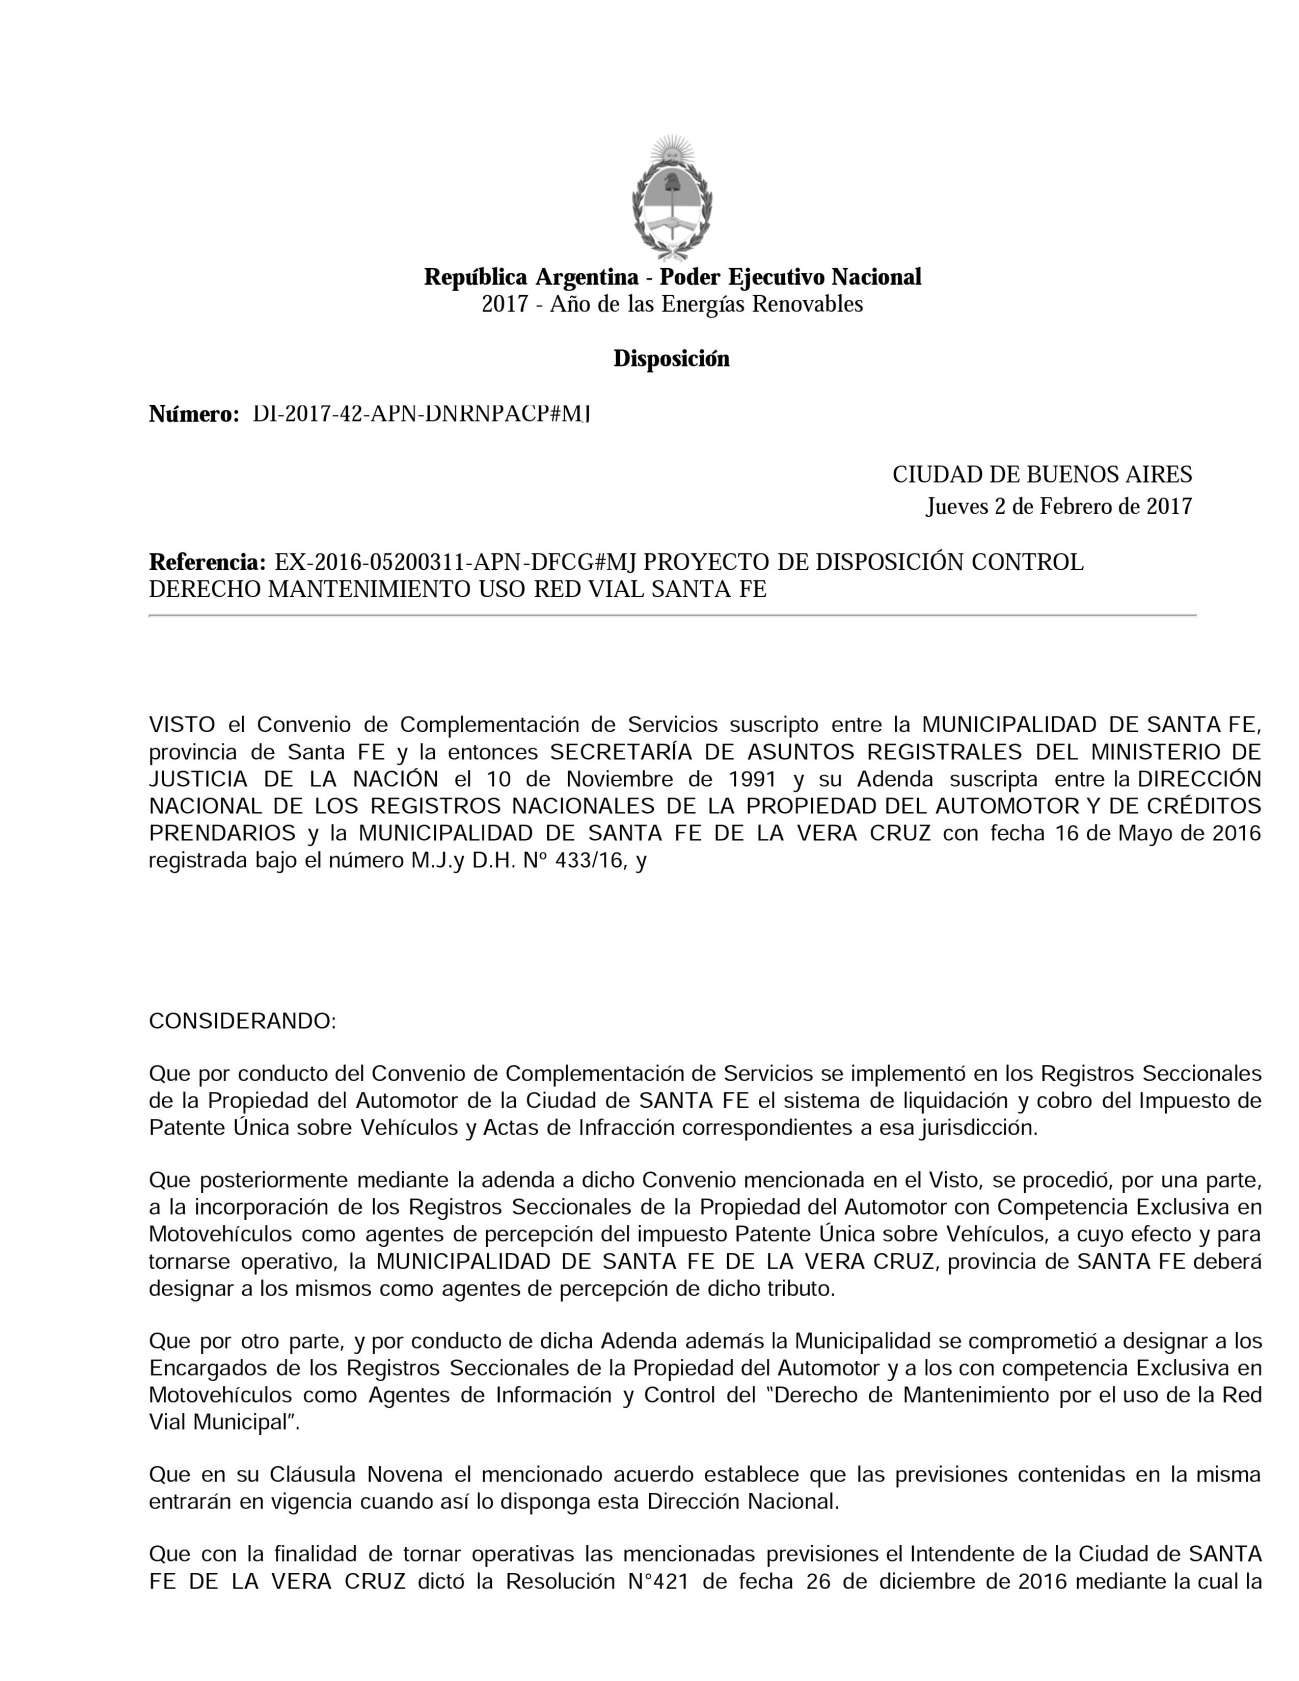 República Argentina - Poder Ejecutivo Nacional
2017 - Año de las Energías Renovables
Disposición
Número: DI-2017-42-APN-DNRNPACP#MJ
CIUDAD DE BUENOS AIRES
Jueves 2 de Febrero de 2017
Referencia: EX-2016-05200311-APN-DFCG#MJ PROYECTO DE DISPOSICIÓN CONTROL
DERECHO MANTENIMIENTO USO RED VIAL SANTA FE
VISTO el Convenio de Complementación de Servicios suscripto entre la MUNICIPALIDAD DE SANTA FE,
provincia de Santa FE y la entonces SECRETARÍA DE ASUNTOS REGISTRALES DEL MINISTERIO DE
JUSTICIA DE LA NACIÓN el 10 de Noviembre de 1991 y su Adenda suscripta entre la DIRECCIÓN
NACIONAL DE LOS REGISTROS NACIONALES DE LA PROPIEDAD DEL AUTOMOTOR Y DE CRÉDITOS
PRENDARIOS y la MUNICIPALIDAD DE SANTA FE DE LA VERA CRUZ con fecha 16 de Mayo de 2016
registrada bajo el número M.J.y D.H. Nº 433/16, y
CONSIDERANDO:
Que por conducto del Convenio de Complementación de Servicios se implementó en los Registros Seccionales
de la Propiedad del Automotor de la Ciudad de SANTA FE el sistema de liquidación y cobro del Impuesto de
Patente Única sobre Vehículos y Actas de Infracción correspondientes a esa jurisdicción.
Que posteriormente mediante la adenda a dicho Convenio mencionada en el Visto, se procedió, por una parte,
a la incorporación de los Registros Seccionales de la Propiedad del Automotor con Competencia Exclusiva en
Motovehículos como agentes de percepción del impuesto Patente Única sobre Vehículos, a cuyo efecto y para
tornarse operativo, la MUNICIPALIDAD DE SANTA FE DE LA VERA CRUZ, provincia de SANTA FE deberá
designar a los mismos como agentes de percepción de dicho tributo.
Que por otro parte, y por conducto de dicha Adenda además la Municipalidad se comprometió a designar a los
Encargados de los Registros Seccionales de la Propiedad del Automotor y a los con competencia Exclusiva en
Motovehículos como Agentes de Información y Control del “Derecho de Mantenimiento por el uso de la Red
Vial Municipal”.
Que en su Cláusula Novena el mencionado acuerdo establece que las previsiones contenidas en la misma
entrarán en vigencia cuando así lo disponga esta Dirección Nacional.
Que con la finalidad de tornar operativas las mencionadas previsiones el Intendente de la Ciudad de SANTA
FE DE LA VERA CRUZ dictó la Resolución N°421 de fecha 26 de diciembre de 2016 mediante la cual la